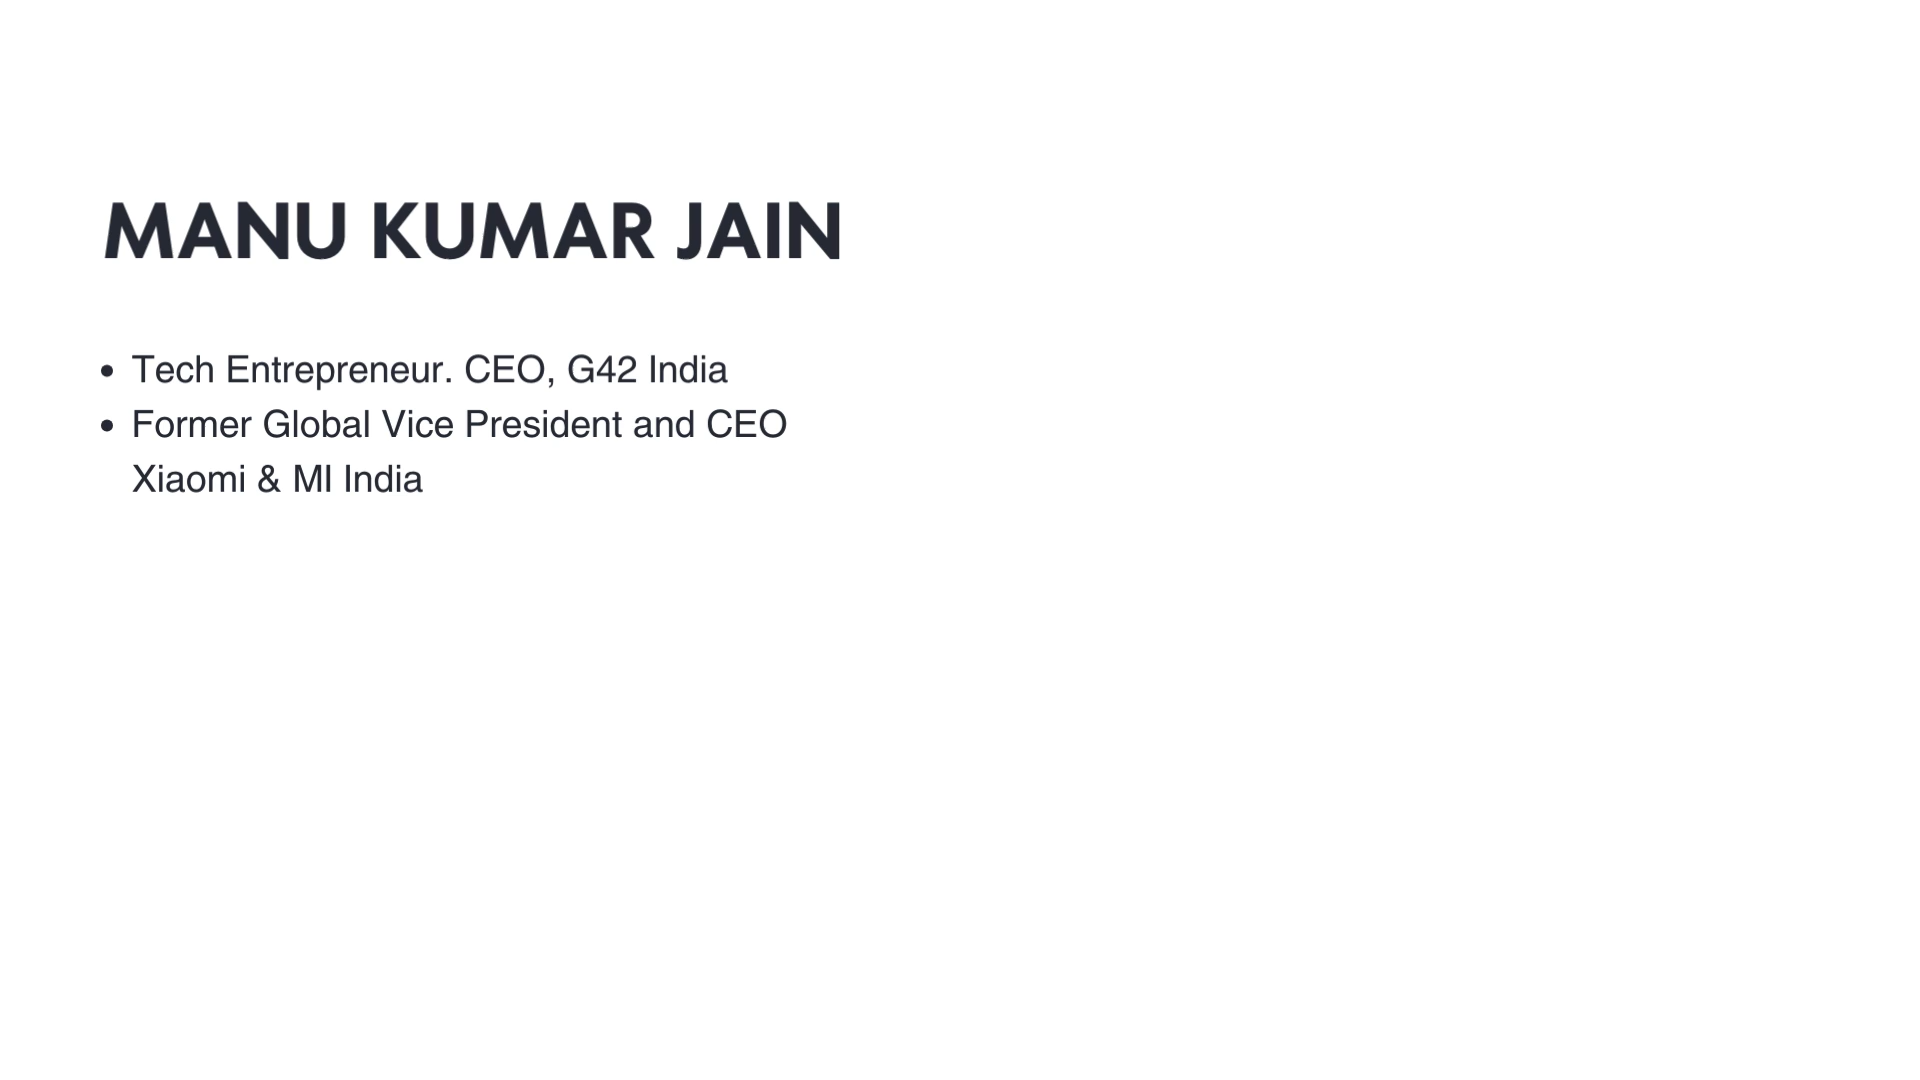 MANU KUMAR JAIN
• Tech Entrepreneur. CEO, G42 India
• Former Global Vice President and CEO
Xiaomi & MI India